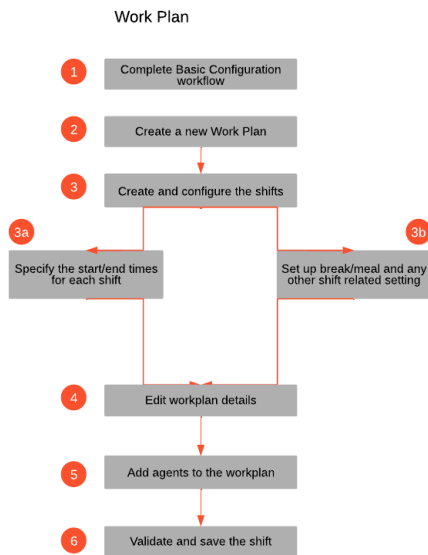 Work Plan
1
Complete Basic Configuration
workflow
2
Create a new Work Plan
3
Create and configure the shifts
3a
Specify the start/end times
for each shift
3b
Set up break/meal and any
other shift related setting
4
Edit workplan details
5
Add agents to the workplan
6
Validate and save the shift